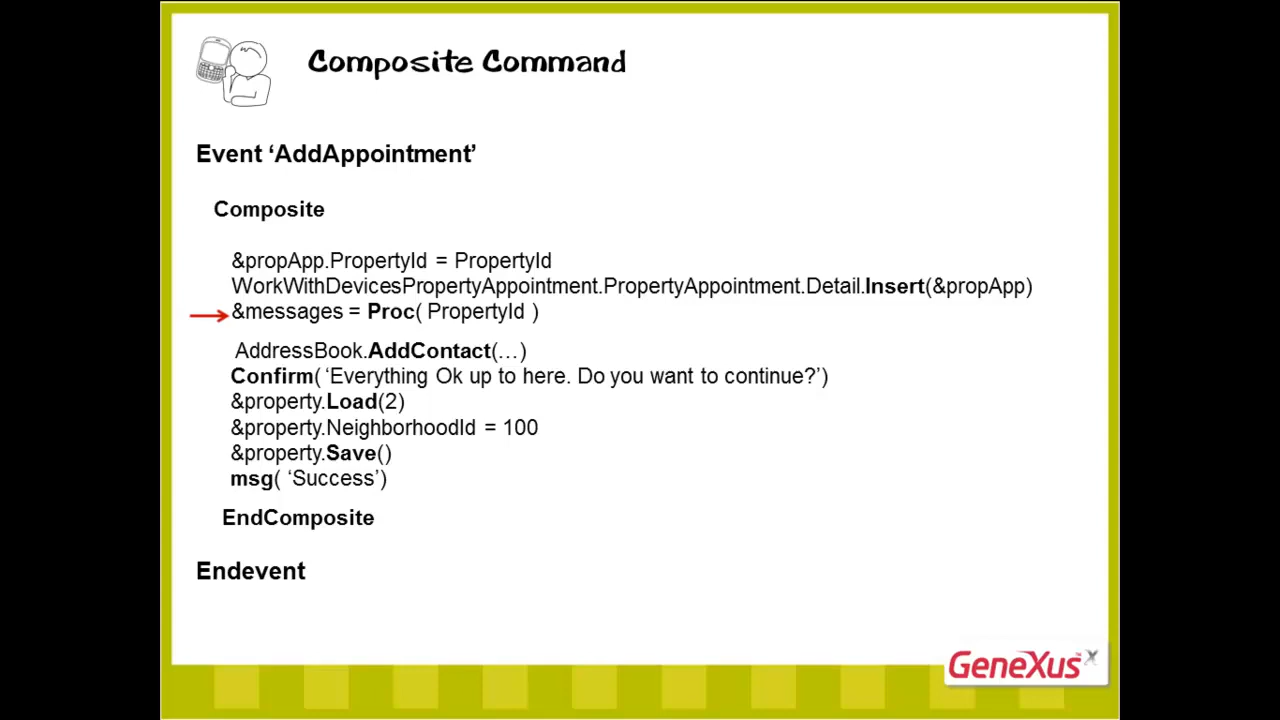 Composite Command
Event ‘AddAppointment’
Composite
&propApp.PropertyId = PropertyId
WorkWithDevicesPropertyAppointment.PropertyAppointment.Detail.Insert(&propApp)
&messages = Proc( PropertyId )
AddressBook.AddContact(…)
Confirm( ‘Everything Ok up to here. Do you want to continue?’)
&property.Load(2)
&property.NeighborhoodId = 100
&property.Save()
msg( ‘Success’)
EndComposite
Endevent
GeneXus™ X